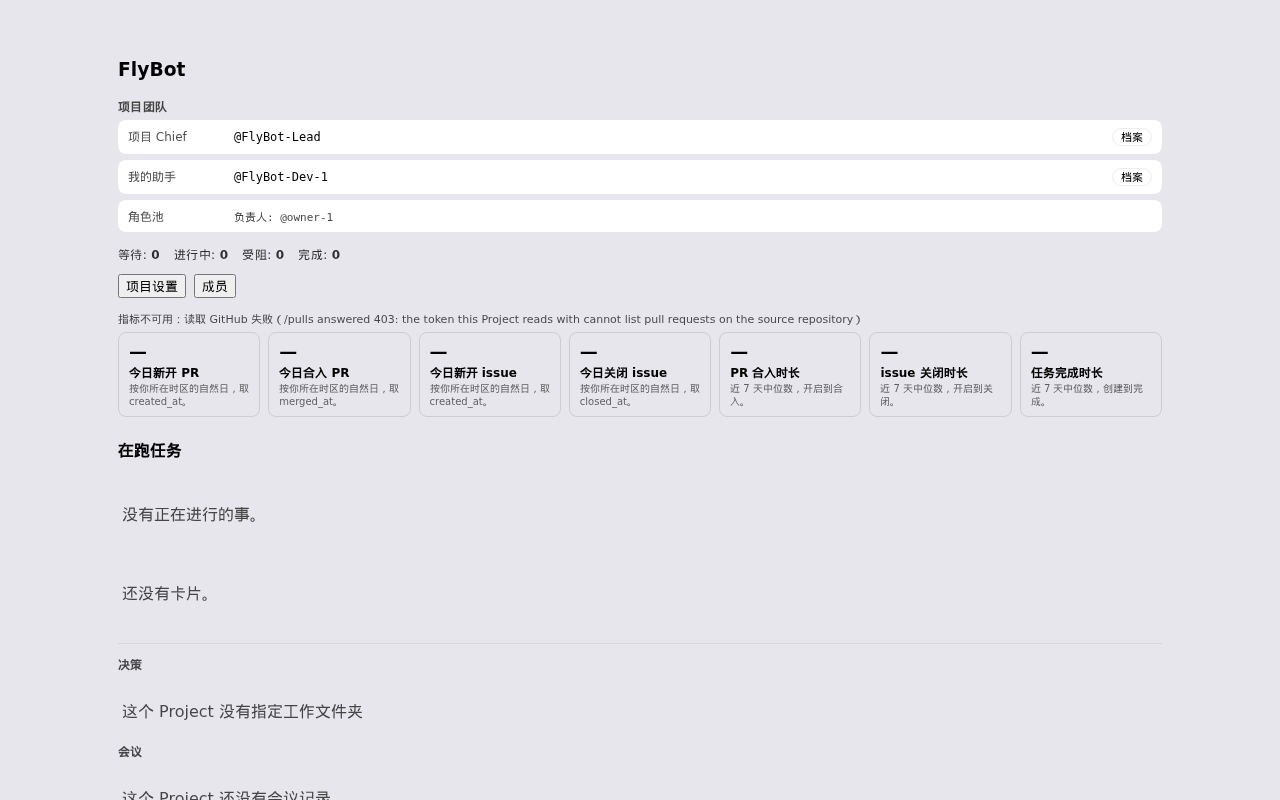 FlyBot
项目团队
项目 Chief @FlyBot-Lead 档案
我的助手 @FlyBot-Dev-1 档案
角色池 负责人: @owner-1
等待: 0 进行中: 0 受阻: 0 完成: 0
项目设置 成员
指标不可用：读取 GitHub 失败 ( /pulls answered 403: the token this Project reads with cannot list pull requests on the source repository )
—
今日新开 PR
按你所在时区的自然日，取
created_at。
—
今日合入 PR
按你所在时区的自然日，取
merged_at。
—
今日新开 issue
按你所在时区的自然日，取
created_at。
—
今日关闭 issue
按你所在时区的自然日，取
closed_at。
—
PR 合入时长
近 7 天中位数，开启到合
入。
—
issue 关闭时长
近 7 天中位数，开启到关
闭。
—
任务完成时长
近 7 天中位数，创建到完
成。
在跑任务
没有正在进行的事。
还没有卡片。
决策
这个 Project 没有指定工作文件夹
会议
这个 Project 还没有会议记录